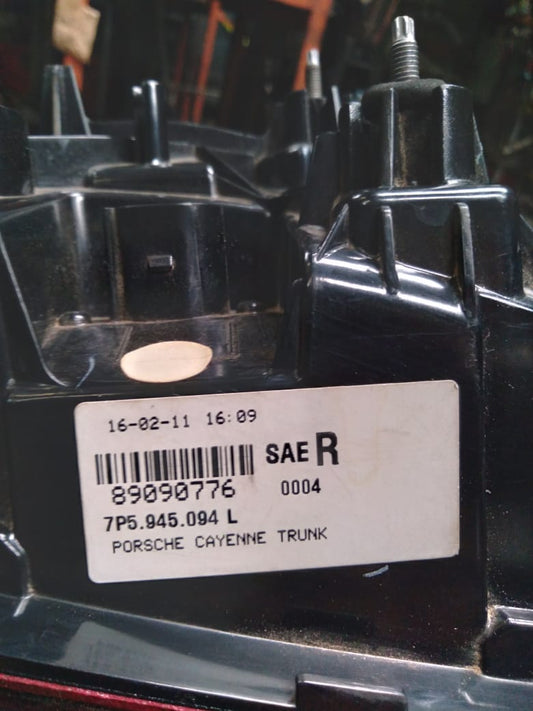 16-02-11 16:09
SAE R
89090776 0004
7P5.945.094 L
PORSCHE CAYENNE TRUNK